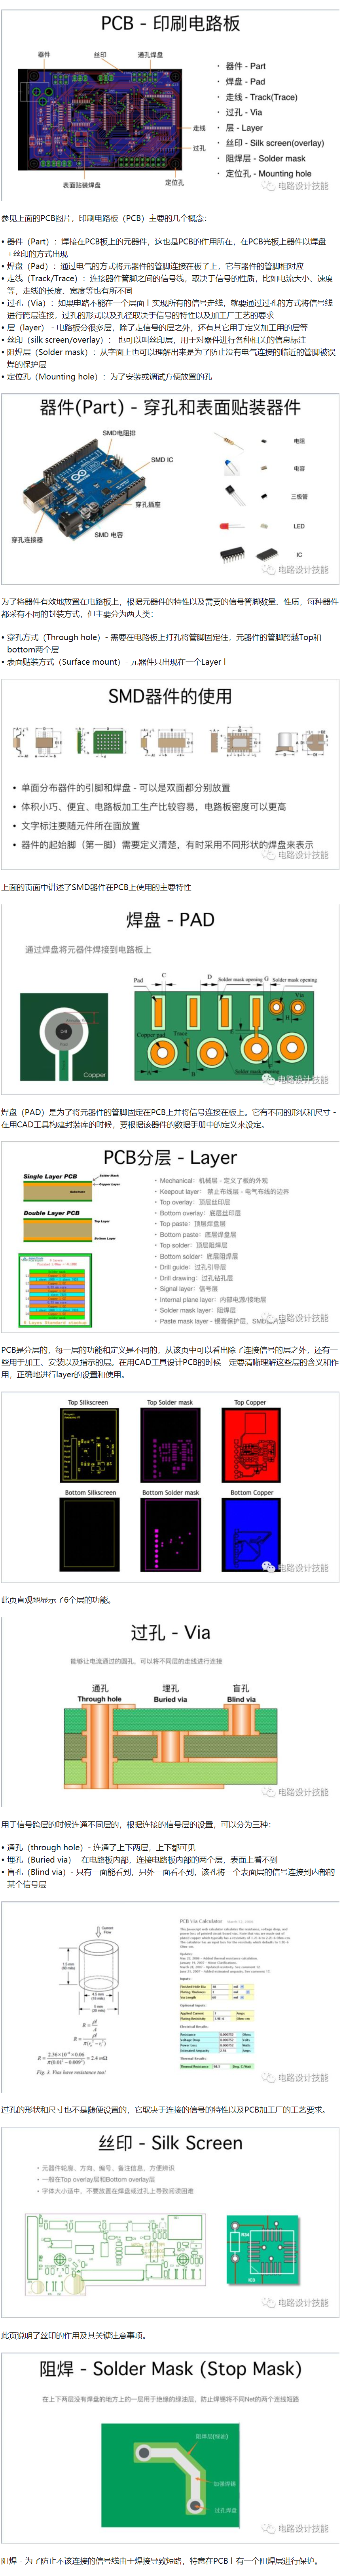 PCB - 印刷电路板
器件
丝印
通孔焊盘
走线
过孔
表面贴装焊盘
定位孔
• 器件 - Part
• 焊盘 - Pad
• 走线 - Track(Trace)
• 过孔 - Via
• 层 - Layer
• 丝印 - Silk screen(overlay)
• 阻焊层 - Solder mask
• 定位孔 - Mounting hole
电路设计技能
参见上面的PCB图片，印刷电路板（PCB）主要的几个概念：
• 器件（Part）：焊接在PCB板上的元器件，这也是PCB的作用所在，在PCB光板上器件以焊盘
+丝印的方式出现
• 焊盘（Pad）：通过电气的方式将元器件的管脚连接在板子上，它与器件的管脚相对应
• 走线（Track/Trace）：连接器件管脚之间的信号线，取决于信号的性质，比如电流大小、速度
等，走线的长度、宽度等也有所不同
• 过孔（Via）：如果电路不能在一个层面上实现所有的信号走线，就要通过过孔的方式将信号线
进行跨层连接，过孔的形式以及孔径取决于信号的特性以及加工厂工艺的要求
• 层（layer） - 电路板分很多层，除了走信号的层之外，还有其它用于定义加工用的层等
• 丝印（silk screen/overlay）： 也可以叫丝印层，用于对器件进行各种相关的信息标注
• 阻焊层（Solder mask）：从字面上也可以理解出来是为了防止没有电气连接的临近的管脚被误
焊的保护层
• 定位孔（Mounting hole）：为了安装或调试方便放置的孔
器件(Part) - 穿孔和表面贴装器件
SMD电阻排
SMD IC
穿孔插座
SMD 电容
穿孔连接器
电阻
电容
三极管
LED
IC
电路设计技能
为了将器件有效地放置在电路板上，根据元器件的特性以及需要的信号管脚数量、性质，每种器件
都采有不同的封装方式，但主要分为两大类：
• 穿孔方式（Through hole）- 需要在电路板上打孔将管脚固定住，元器件的管脚跨越Top和
bottom两个层
• 表面贴装方式（Surface mount）- 元器件只出现在一个Layer上
SMD器件的使用
• 单面分布器件的引脚和焊盘 - 可以是双面都分别放置
• 体积小巧、便宜、电路板加工生产比较容易，电路板密度可以更高
• 文字标注要随元件所在面放置
• 器件的起始脚（第一脚）需要定义清楚，有时采用不同形状的焊盘来表示
电路设计技能
上面的页面中讲述了SMD器件在PCB上使用的主要特性
焊盘 - PAD
通过焊盘将元器件焊接到电路板上
Copper
Pad
C
D
Solder mask opening
G
Solder mask opening
Via
H
Copper pad
Trace
E
Solder mask opening
电路设计技能
焊盘（PAD）是为了将元器件的管脚固定在PCB上并将信号连接在板上。它有不同的形状和尺寸 -
在用CAD工具构建封装库的时候，要根据该器件的数据手册中的定义来设定。
PCB分层 - Layer
Single Layer PCB
Solder Mask
Copper Layer
Substrate
Double Layer PCB
Top Layer
Bottom Layer
• Mechanical：机械层 - 定义了板的外观
• Keepout layer： 禁止布线层 - 电气布线的边界
• Top overlay：顶层丝印层
• Bottom overlay：底层丝印层
• Top paste：顶层焊盘层
• Bottom paste：底层焊盘层
• Top solder：顶层阻焊层
• Bottom solder：底层阻焊层
• Drill guide：过孔引导层
• Drill drawing：过孔钻孔层
• Signal layer：信号层
• Internal plane layer：内部电源/接地层
• Solder mask layer：阻焊层
• Paste mask layer - 锡膏保护层，SMD
电路设计技能
PCB是分层的，每一层的功能和定义是不同的，从该页中可以看出除了连接信号的层之外，还有一
些用于加工、安装以及指示的层。在用CAD工具设计PCB的时候一定要清晰理解这些层的含义和作
用，正确地进行layer的设置和使用。
Top Silkscreen
Top Solder mask
Top Copper
Bottom Silkscreen
Bottom Solder mask
Bottom Copper
电路设计技能
此页直观地显示了6个层的功能。
过孔 - Via
能够让电流通过的圆孔，可以将不同层的走线进行连接
通孔
Through hole
埋孔
Buried via
盲孔
Blind via
电路设计技能
用于信号跨层的时候连通不同层的，根据连接的信号层的设置，可以分为三种：
• 通孔（through hole）- 连通了上下两层，上下都可见
• 埋孔（Buried via）- 在电路板内部，连接电路板内部的两个层，表面上看不到
• 盲孔（Blind via）- 只有一面能看到，另外一面看不到，该孔将一个表面层的信号连接到内部的
某个信号层
Current
Flow
PCB Via Calculator
Fig. 1. Vias have resistance too!
电路设计技能
过孔的形状和尺寸也不是随便设置的，它取决于连接的信号的特性以及PCB加工厂的工艺要求。
丝印 - Silk Screen
• 元器件轮廓，方向、编号，备注信息，方便辨识
• 一般在Top overlay层和Bottom overlay层
• 字体大小适中，不要放置在焊盘或过孔上导致阅读困难
电路设计技能
此页说明了丝印的作用及其关键注意事项。
阻焊 - Solder Mask (Stop Mask)
在上下两层没有焊盘的地方上的一层用于绝缘的绿油层，防止焊锡将不同Net的两个连线短路
阻焊层(绿油)
过孔焊盘
电路设计技能
阻焊 - 为了防止不该连接的信号线由于焊接导致短路，特意在PCB上有一个阻焊层进行保护。